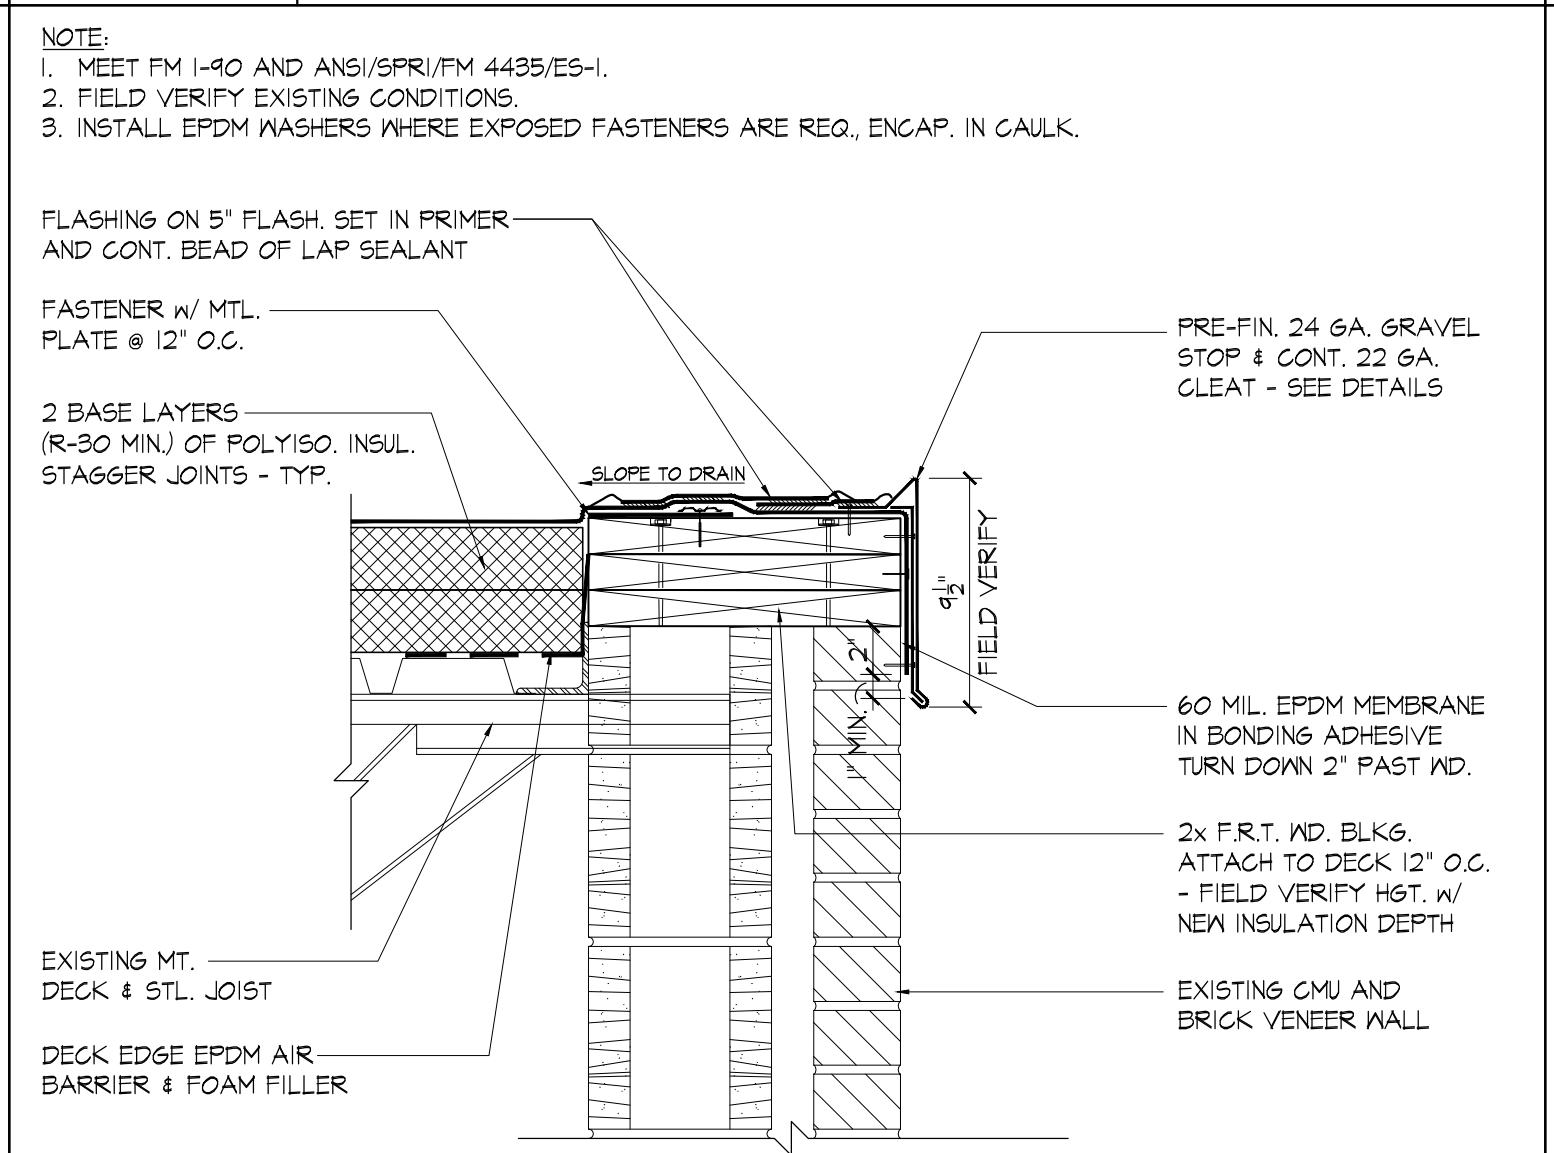 NOTE:
1. MEET FM 1-90 AND ANSI/SPRI/FM 4435/ES-1.
2. FIELD VERIFY EXISTING CONDITIONS.
3. INSTALL EPDM WASHERS WHERE EXPOSED FASTENERS ARE REQ., ENCAP. IN CAULK.
FLASHING ON 5" FLASH. SET IN PRIMER
AND CONT. BEAD OF LAP SEALANT
FASTENER w/ MTL.
PLATE @ 12" O.C.
2 BASE LAYERS
(R-30 MIN.) OF POLYISO. INSUL.
STAGGER JOINTS - TYP.
SLOPE TO DRAIN
PRE-FIN. 24 GA. GRAVEL
STOP & CONT. 22 GA.
CLEAT - SEE DETAILS
9 1/2"
FIELD VERIFY
2"
1" MIN.
60 MIL. EPDM MEMBRANE
IN BONDING ADHESIVE
TURN DOWN 2" PAST WD.
2x F.R.T. WD. BLKG.
ATTACH TO DECK 12" O.C.
- FIELD VERIFY HGT. w/
NEW INSULATION DEPTH
EXISTING MT.
DECK & STL. JOIST
EXISTING CMU AND
BRICK VENEER WALL
DECK EDGE EPDM AIR
BARRIER & FOAM FILLER